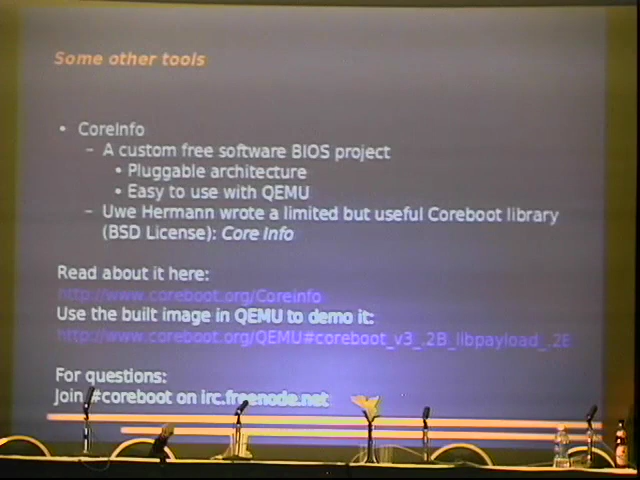 Some other tools
• CoreInfo
– A custom free software BIOS project
• Pluggable architecture
• Easy to use with QEMU
– Uwe Hermann wrote a limited but useful Coreboot library
(BSD License): Core Info
Read about it here:
http://www.coreboot.org/Coreinfo
Use the built image in QEMU to demo it:
http://www.coreboot.org/QEMU#coreboot_v3_.2B_libpayload_.2B
For questions:
Join #coreboot on irc.freenode.net